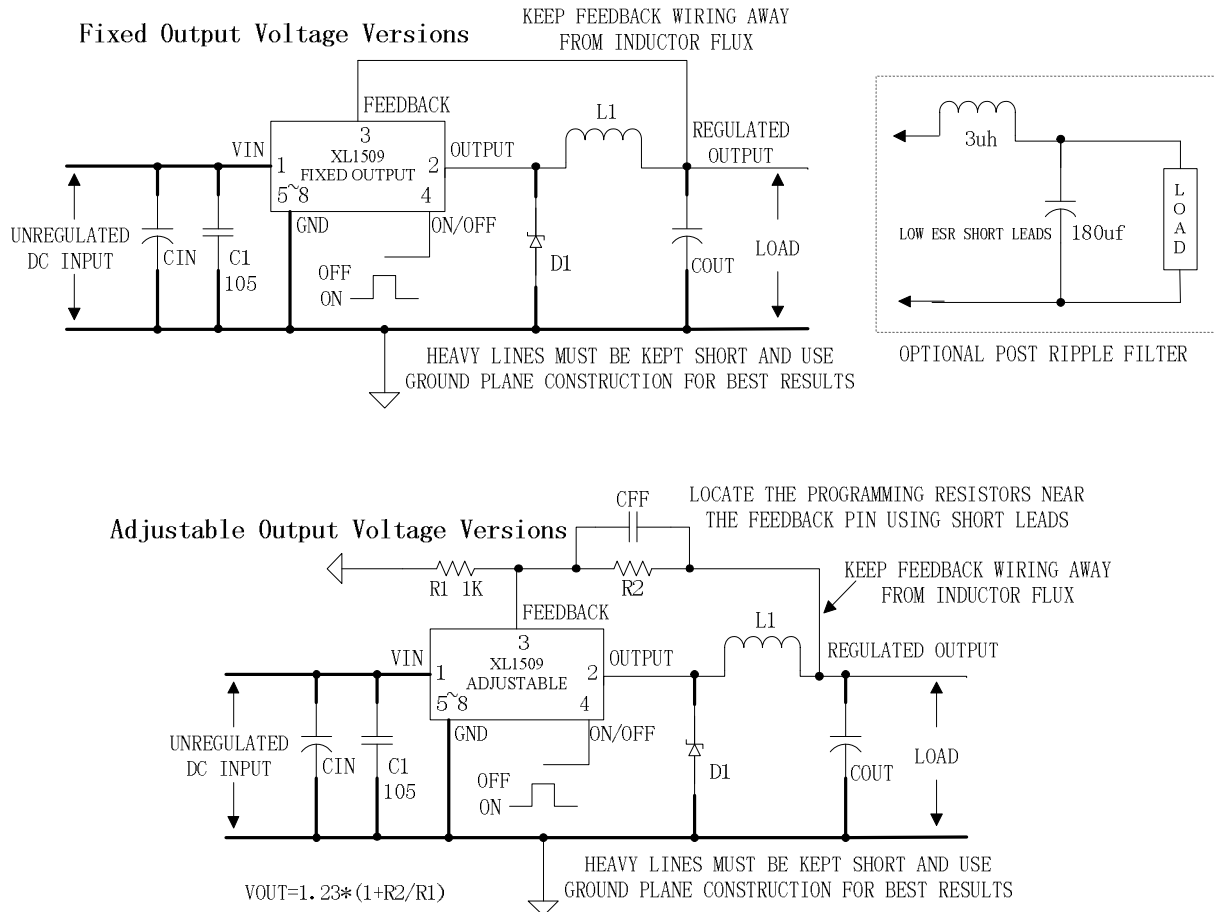 Fixed Output Voltage Versions
KEEP FEEDBACK WIRING AWAY
FROM INDUCTOR FLUX
FEEDBACK
3
XL1509
FIXED OUTPUT
VIN
1
5~8
GND
OUTPUT
2
4
ON/OFF
L1
REGULATED
OUTPUT
UNREGULATED
DC INPUT
CIN
C1
105
OFF
ON
D1
COUT
LOAD
HEAVY LINES MUST BE KEPT SHORT AND USE
GROUND PLANE CONSTRUCTION FOR BEST RESULTS
3uh
LOW ESR SHORT LEADS
180uf
LOAD
OPTIONAL POST RIPPLE FILTER
Adjustable Output Voltage Versions
CFF
LOCATE THE PROGRAMMING RESISTORS NEAR
THE FEEDBACK PIN USING SHORT LEADS
R1 1K
R2
KEEP FEEDBACK WIRING AWAY
FROM INDUCTOR FLUX
FEEDBACK
3
XL1509
ADJUSTABLE
VIN
1
5~8
GND
OUTPUT
2
4
ON/OFF
L1
REGULATED OUTPUT
UNREGULATED
DC INPUT
CIN
C1
105
OFF
ON
D1
COUT
LOAD
HEAVY LINES MUST BE KEPT SHORT AND USE
GROUND PLANE CONSTRUCTION FOR BEST RESULTS
VOUT=1.23*(1+R2/R1)